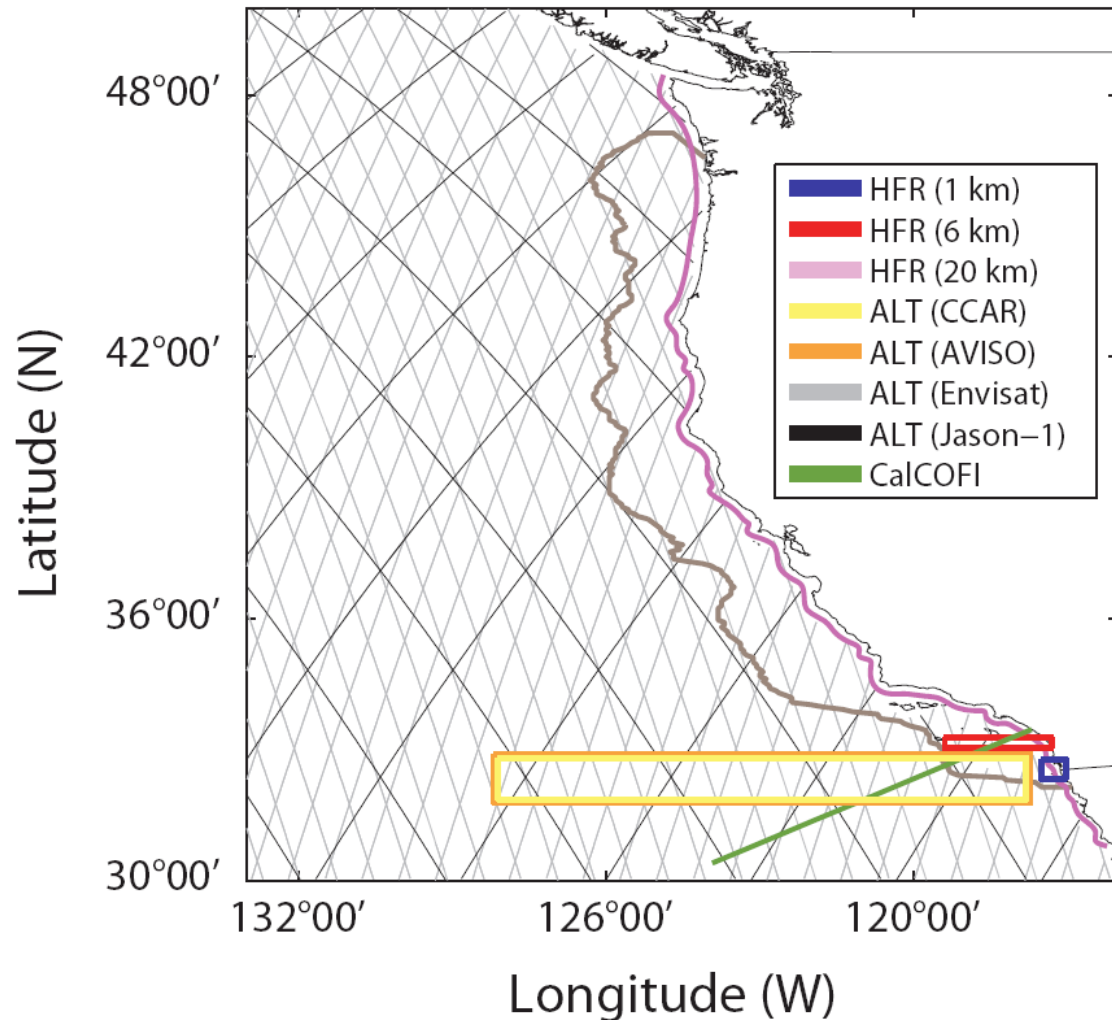 48°00′
42°00′
36°00′
30°00′
Latitude (N)
HFR (1 km)
HFR (6 km)
HFR (20 km)
ALT (CCAR)
ALT (AVISO)
ALT (Envisat)
ALT (Jason−1)
CalCOFI
132°00′ 126°00′ 120°00′
Longitude (W)